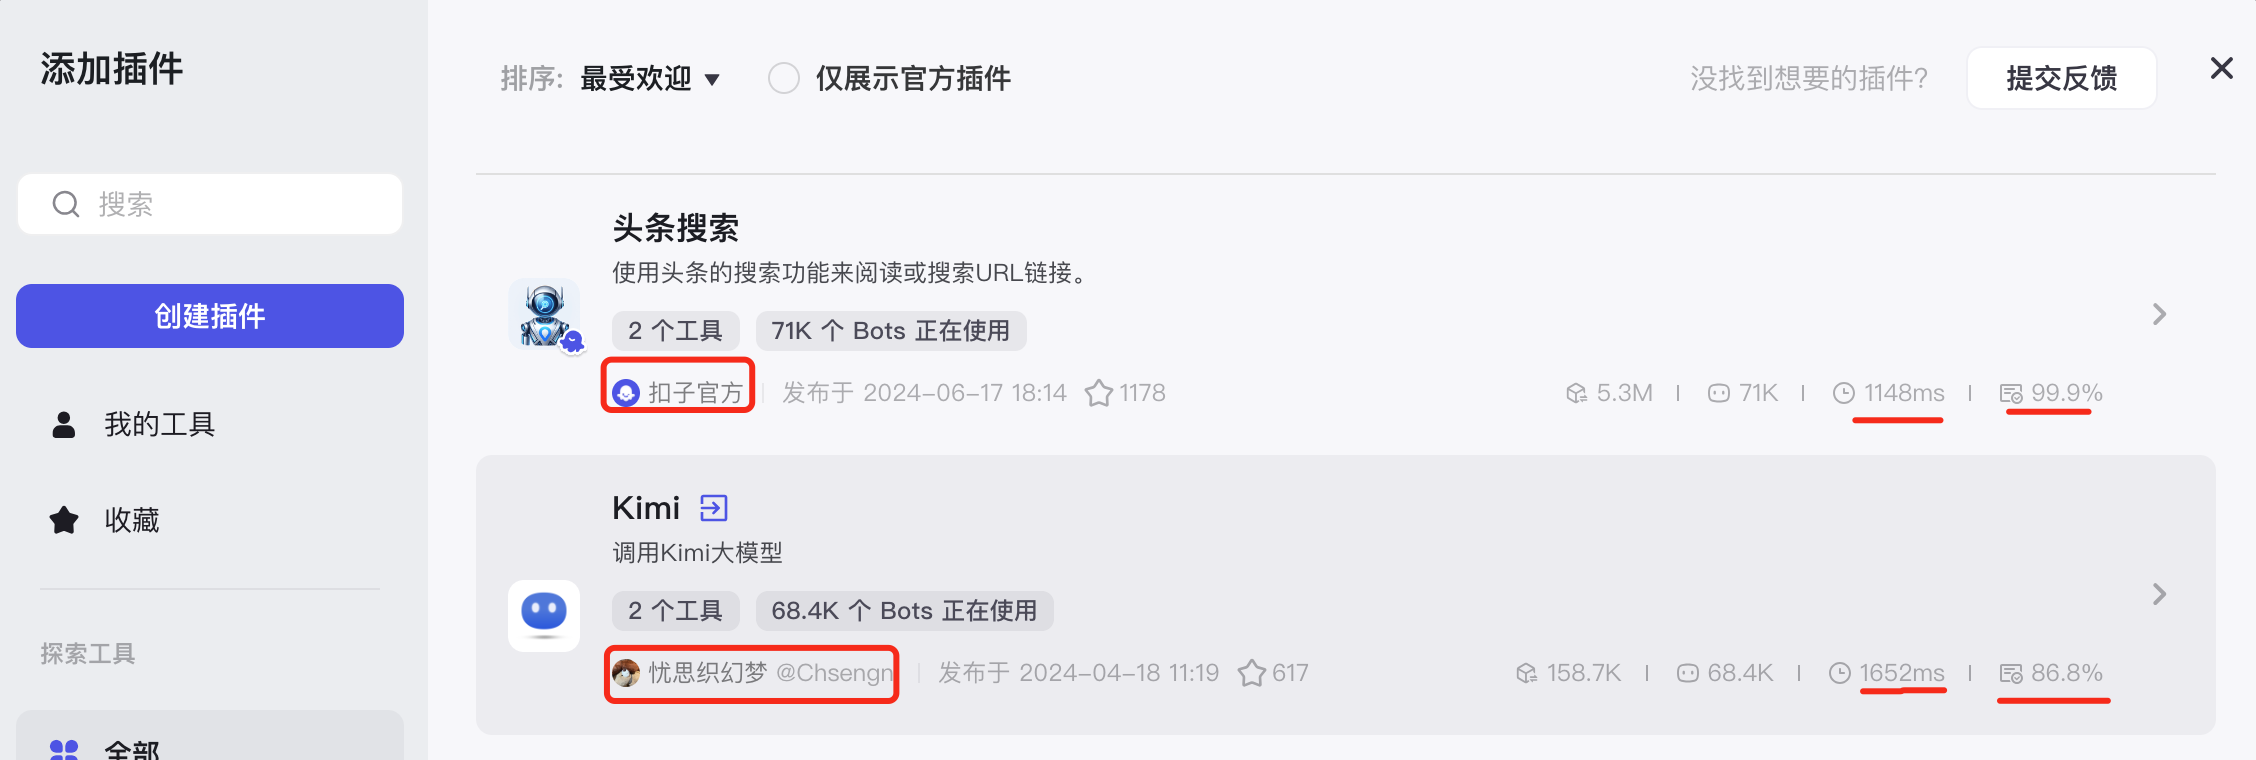 添加插件
搜索
创建插件
我的工具
收藏
探索工具
全部
排序: 最受欢迎 仅展示官方插件 没找到想要的插件? 提交反馈
头条搜索
使用头条的搜索功能来阅读或搜索URL链接。
2 个工具 71K 个 Bots 正在使用
扣子官方 发布于 2024-06-17 18:14 1178 5.3M 71K 1148ms 99.9%
Kimi
调用Kimi大模型
2 个工具 68.4K 个 Bots 正在使用
忧思织幻梦 @Chsengn 发布于 2024-04-18 11:19 617 158.7K 68.4K 1652ms 86.8%